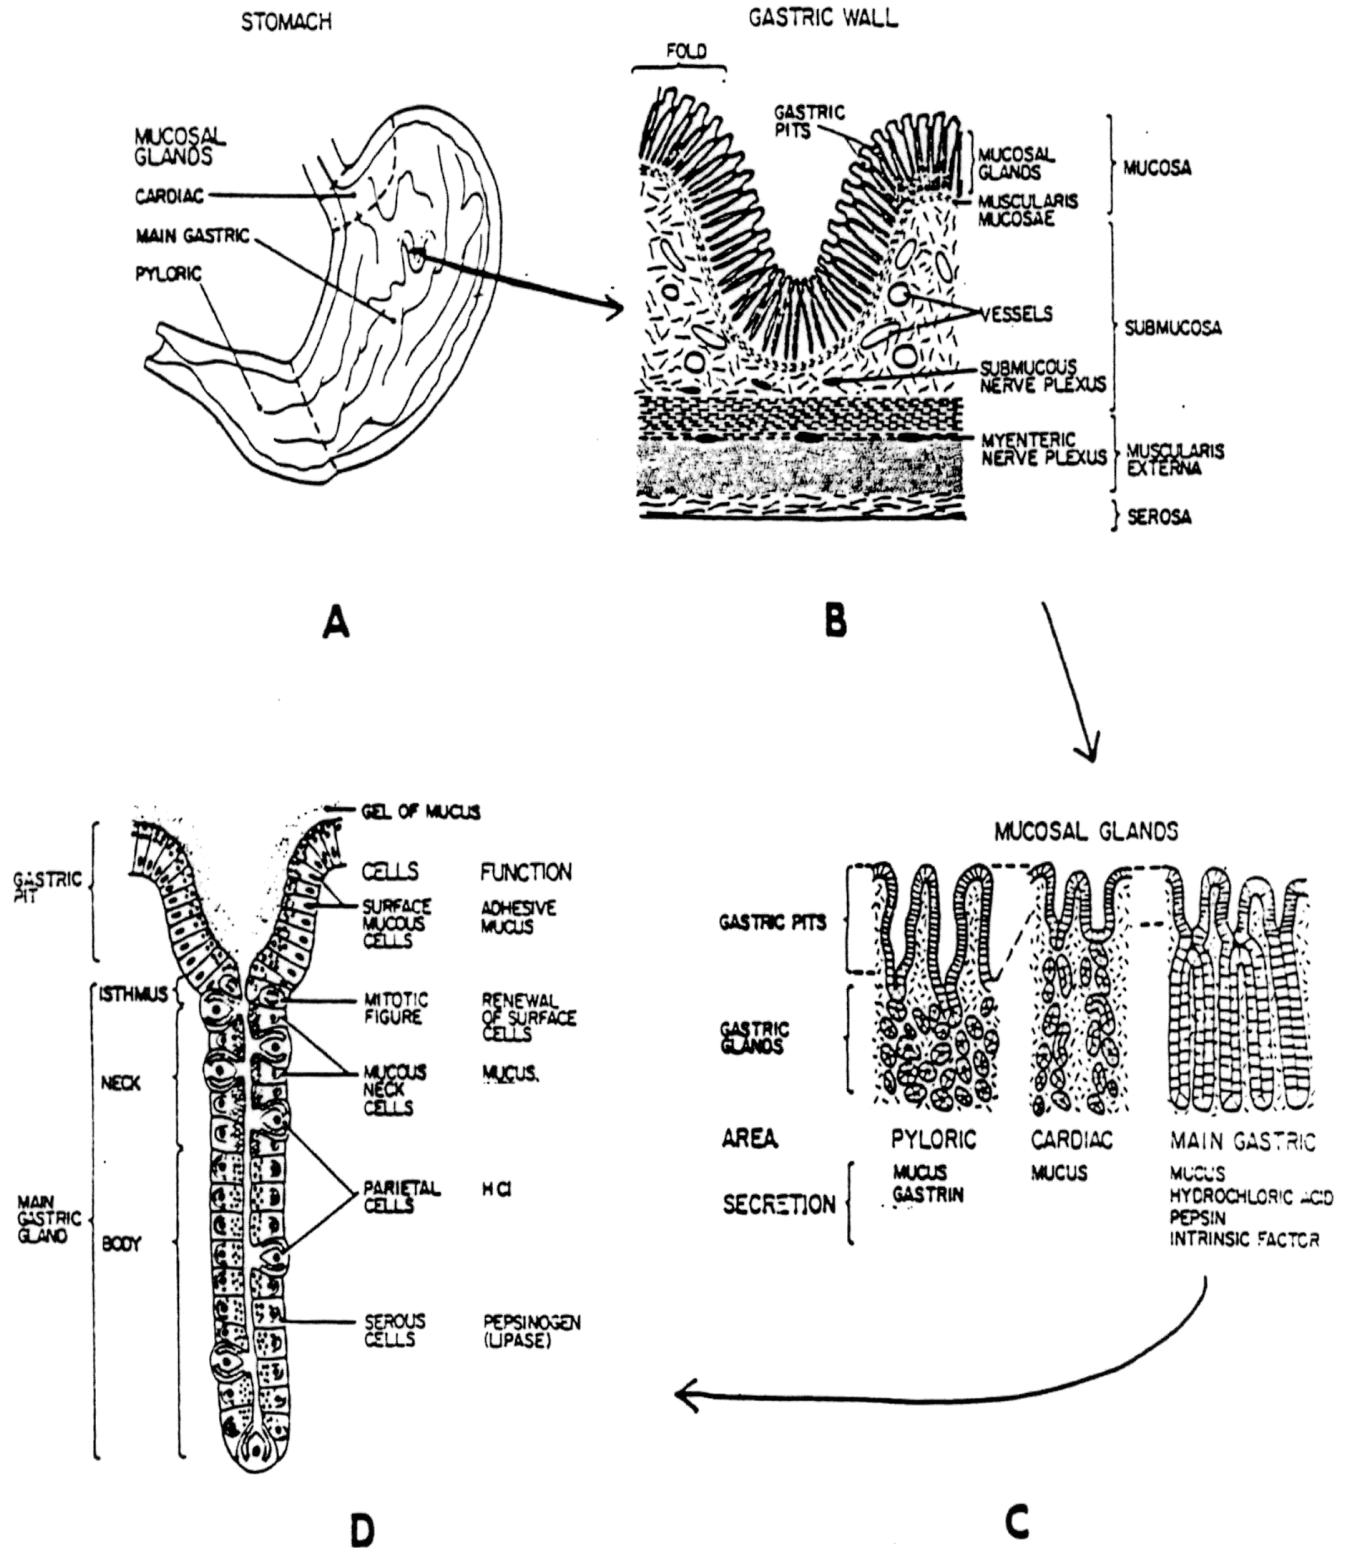 STOMACH
MUCOSAL
GLANDS
CARDIAC
MAIN GASTRIC
PYLORIC
A
GASTRIC WALL
FOLD
GASTRIC
PITS
MUCOSAL
GLANDS
MUSCULARIS
MUCOSAE
VESSELS
SUBMUCOUS
NERVE PLEXUS
MYENTERIC
NERVE PLEXUS
MUCOSA
SUBMUCOSA
MUSCULARIS
EXTERNA
SEROSA
B
MUCOSAL GLANDS
GASTRIC PITS
GASTRIC
GLANDS
AREA
PYLORIC
CARDIAC
MAIN GASTRIC
SECRETION
MUCUS
GASTRIN
MUCUS
MUCUS
HYDROCHLORIC ACID
PEPSIN
INTRINSIC FACTOR
C
GEL OF MUCUS
GASTRIC
PIT
CELLS
FUNCTION
SURFACE
MUCOUS
CELLS
ADHESIVE
MUCUS
ISTHMUS
MITOTIC
FIGURE
RENEWAL
OF SURFACE
CELLS
NECK
MUCOUS
NECK
CELLS
MUCUS.
PARIETAL
CELLS
HCl
MAIN
GASTRIC
GLAND
BODY
SEROUS
CELLS
PEPSINOGEN
(LIPASE)
D